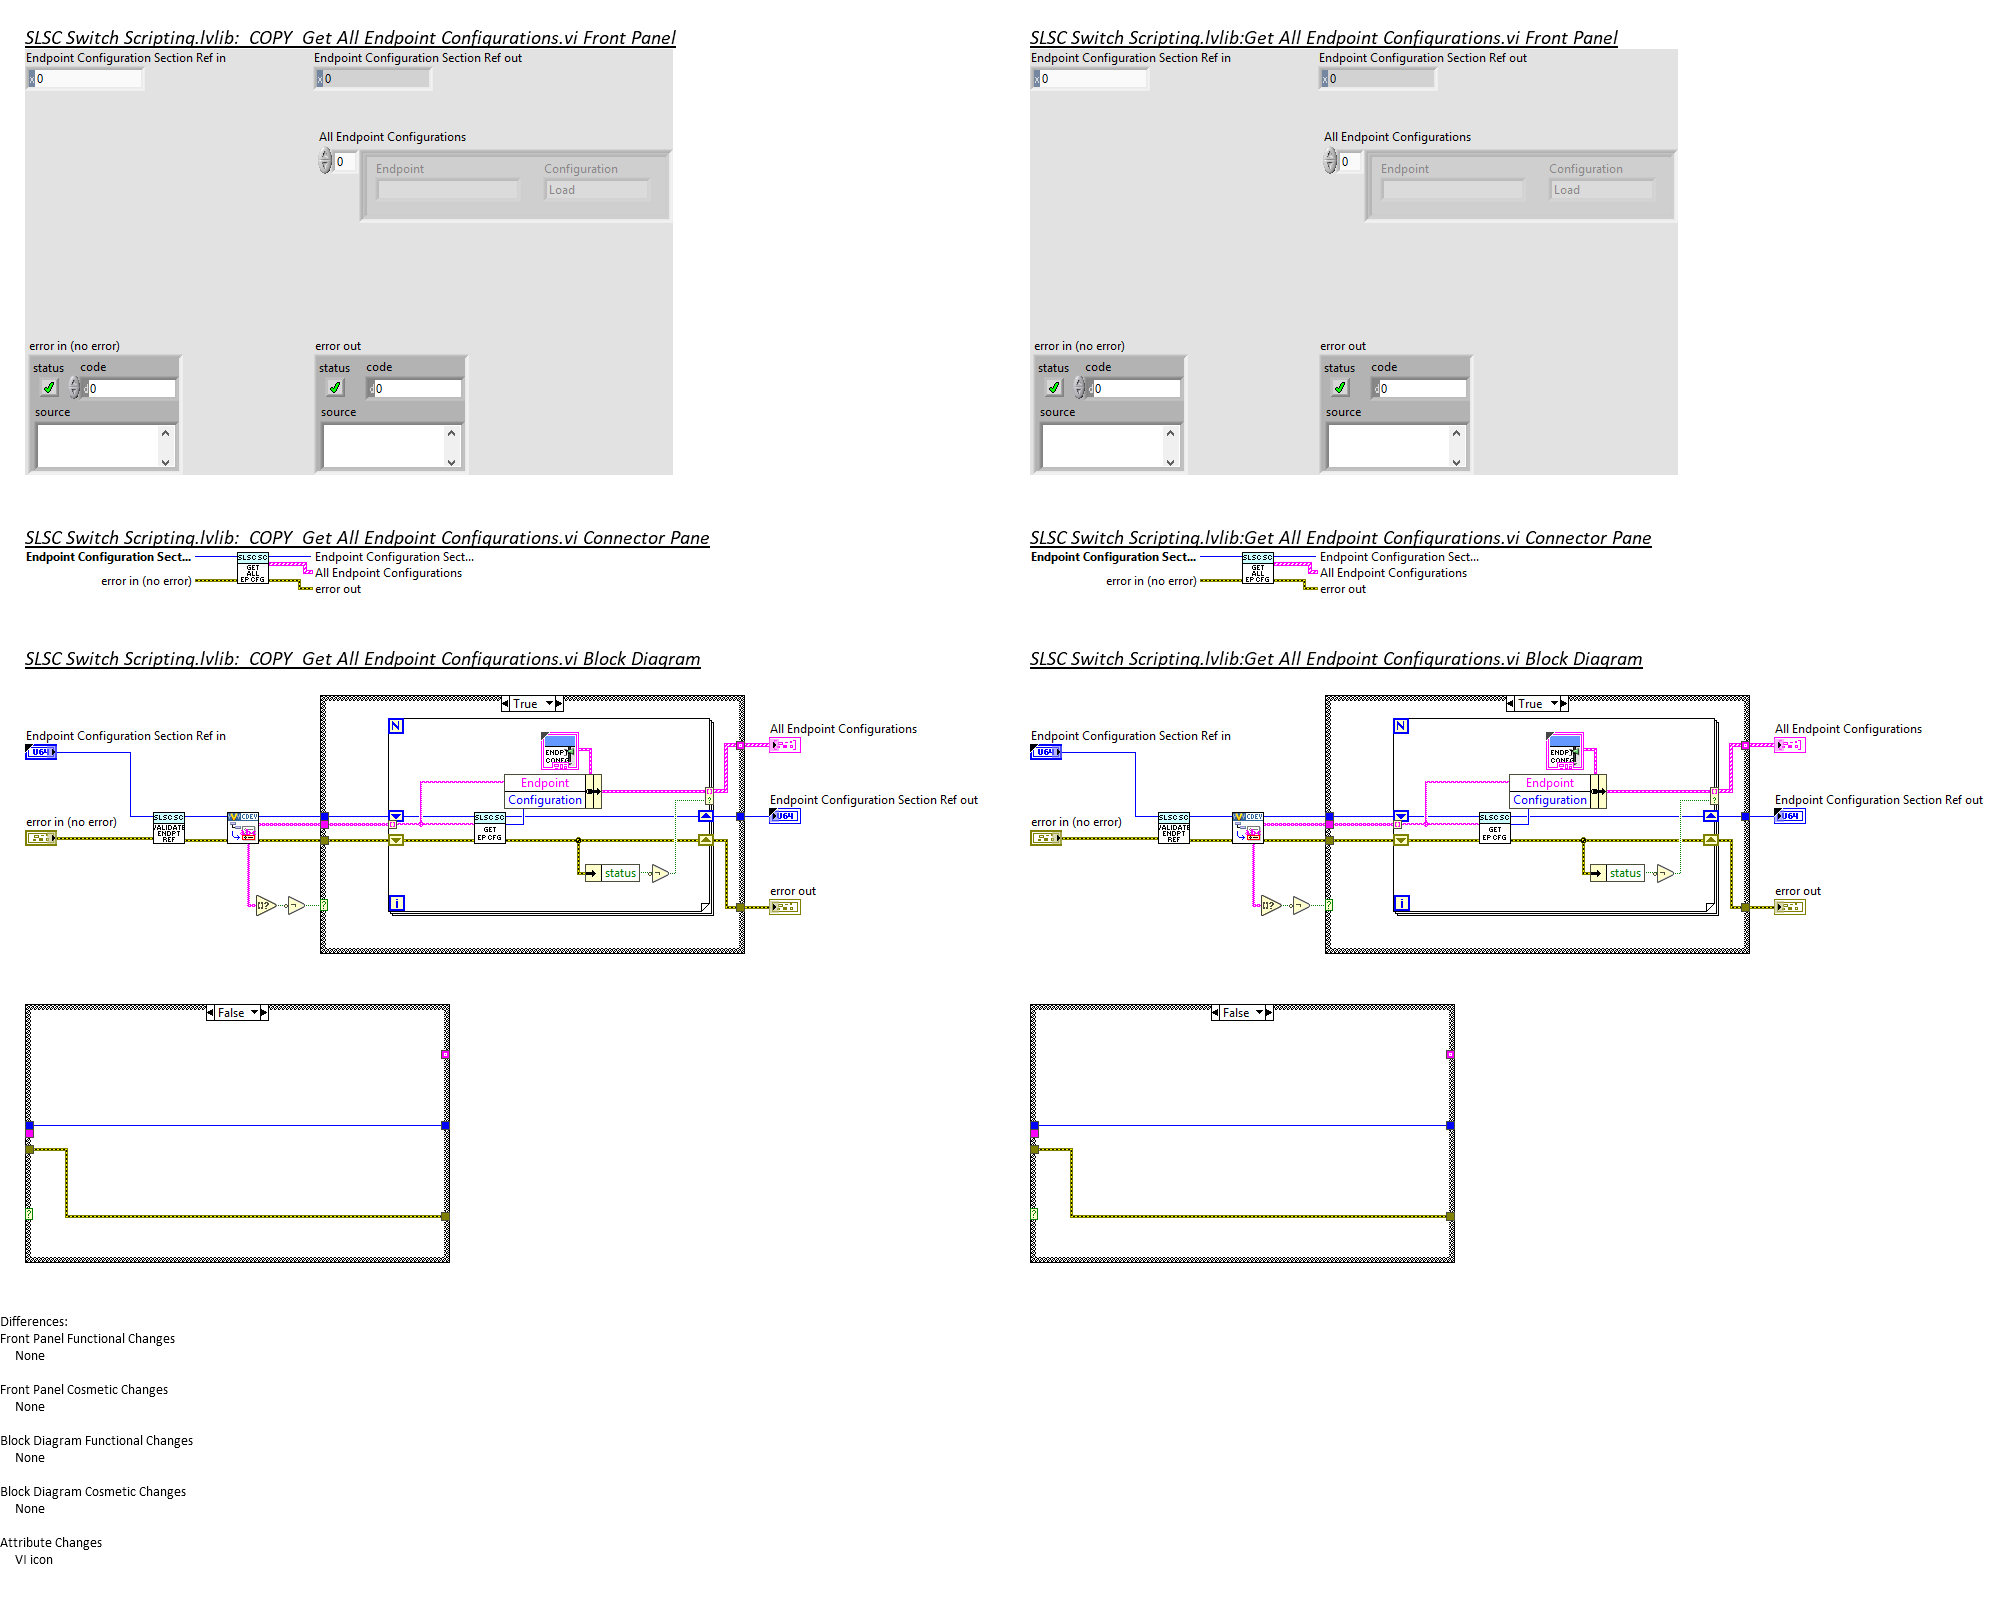 SLSC Switch Scripting.lvlib:  COPY  Get All Endpoint Configurations.vi Front Panel
Endpoint Configuration Section Ref in
Endpoint Configuration Section Ref out
x 0
x 0
All Endpoint Configurations
0
Endpoint
Configuration
Load
error in (no error)
error out
status
code
status
code
d 0
d 0
source
source
SLSC Switch Scripting.lvlib:Get All Endpoint Configurations.vi Front Panel
Endpoint Configuration Section Ref in
Endpoint Configuration Section Ref out
x 0
x 0
All Endpoint Configurations
0
Endpoint
Configuration
Load
error in (no error)
error out
status
code
status
code
d 0
d 0
source
source
SLSC Switch Scripting.lvlib:  COPY  Get All Endpoint Configurations.vi Connector Pane
Endpoint Configuration Sect...
error in (no error)
SLSC SC
GET
ALL
EP CFG
Endpoint Configuration Sect...
All Endpoint Configurations
error out
SLSC Switch Scripting.lvlib:Get All Endpoint Configurations.vi Connector Pane
Endpoint Configuration Sect...
error in (no error)
SLSC SC
GET
ALL
EP CFG
Endpoint Configuration Sect...
All Endpoint Configurations
error out
SLSC Switch Scripting.lvlib:  COPY  Get All Endpoint Configurations.vi Block Diagram
True
N
Endpoint Configuration Section Ref in
U64
All Endpoint Configurations
ENDPT
CONFG
Endpoint
Configuration
Endpoint Configuration Section Ref out
U64
error in (no error)
SLSC SC
VALIDATE
ENDPT
REF
CDEV
SLSC SC
GET
EP CFG
status
error out
i
?
SLSC Switch Scripting.lvlib:Get All Endpoint Configurations.vi Block Diagram
True
N
Endpoint Configuration Section Ref in
U64
All Endpoint Configurations
ENDPT
CONFG
Endpoint
Configuration
Endpoint Configuration Section Ref out
U64
error in (no error)
SLSC SC
VALIDATE
ENDPT
REF
CDEV
SLSC SC
GET
EP CFG
status
error out
i
?
False
?
False
?
Differences:
Front Panel Functional Changes
None
Front Panel Cosmetic Changes
None
Block Diagram Functional Changes
None
Block Diagram Cosmetic Changes
None
Attribute Changes
VI icon